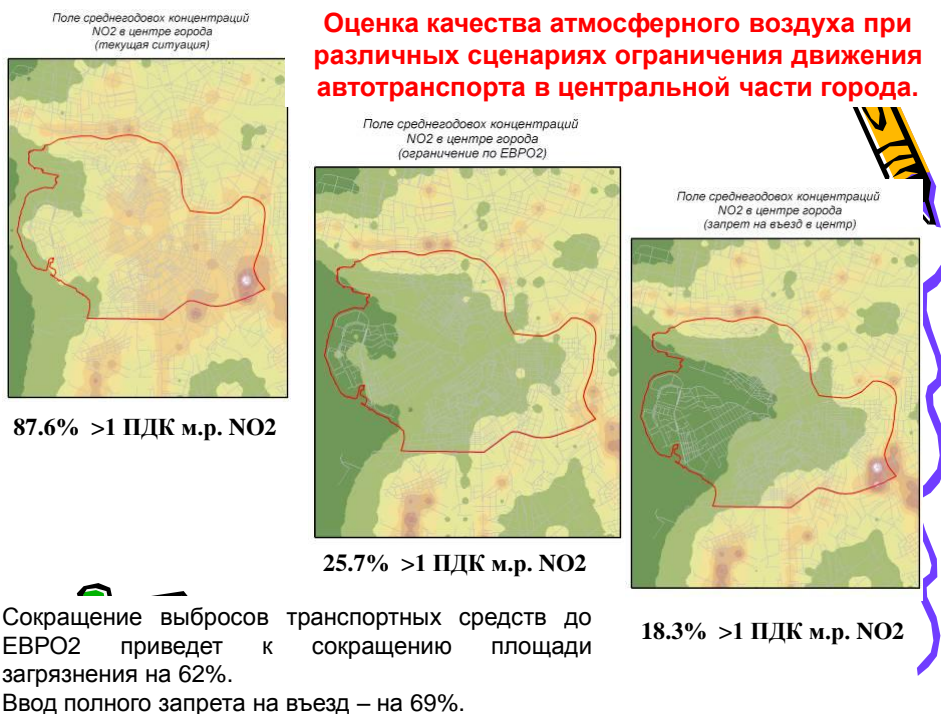 Поле среднегодовох концентраций
NO2 в центре города
(текущая ситуация)
Оценка качества атмосферного воздуха при
различных сценариях ограничения движения
автотранспорта в центральной части города.
Поле среднегодовох концентраций
NO2 в центре города
(ограничение по ЕВРО2)
Поле среднегодовох концентраций
NO2 в центре города
(запрет на въезд в центр)
87.6% >1 ПДК м.р. NO2
25.7% >1 ПДК м.р. NO2
18.3% >1 ПДК м.р. NO2
Сокращение выбросов транспортных средств до
ЕВРО2 приведет к сокращению площади
загрязнения на 62%.
Ввод полного запрета на въезд – на 69%.